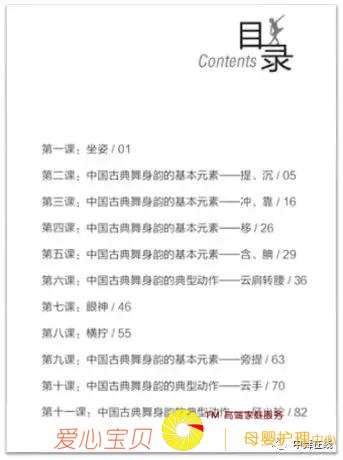 目录
Contents
第一课：坐姿 / 01
第二课：中国古典舞身韵的基本元素——提、沉 / 05
第三课：中国古典舞身韵的基本元素——冲、靠 / 16
第四课：中国古典舞身韵的基本元素——移 / 26
第五课：中国古典舞身韵的基本元素——含、腆 / 29
第六课：中国古典舞身韵的典型动作——云肩转腰 / 36
第七课：眼神 / 46
第八课：横拧 / 55
第九课：中国古典舞身韵的基本元素——旁提 / 63
第十课：中国古典舞身韵的典型动作——云手 / 70
第十一课：中国古典舞身韵的典型动作—— / 82
TM 高端家庭服务
爱心宝贝 | 母婴护理中心
中舞在线